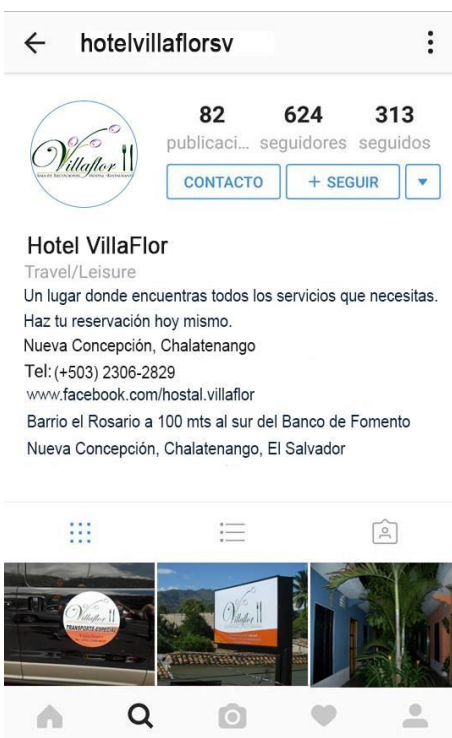 hotelvillaflorsv
82 624 313
publicaci... seguidores seguidos
Villaflor
CONTACTO + SEGUIR
Hotel VillaFlor
Travel/Leisure
Un lugar donde encuentras todos los servicios que necesitas.
Haz tu reservación hoy mismo.
Nueva Concepción, Chalatenango
Tel: (+503) 2306-2829
www.facebook.com/hostal.villaflor
Barrio el Rosario a 100 mts al sur del Banco de Fomento
Nueva Concepción, Chalatenango, El Salvador
Villaflor
TRANSPORTE ESPECIAL
Villaflor